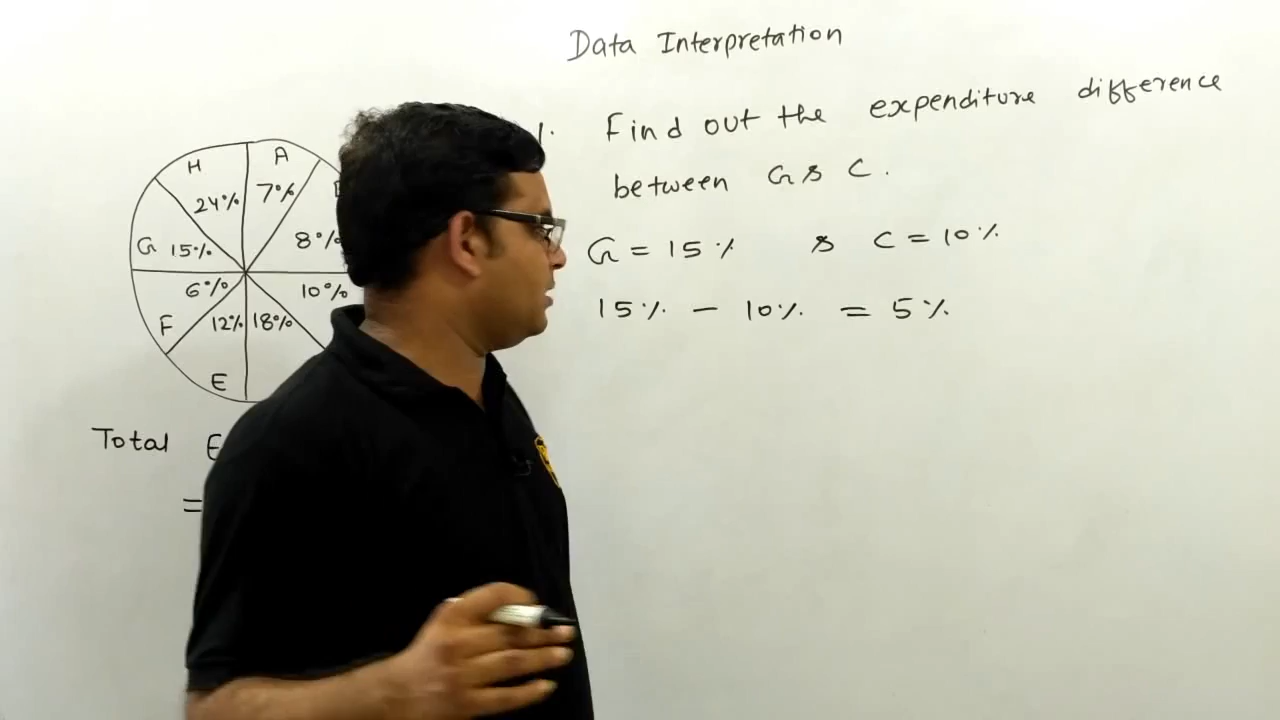 Data Interpretation
1. Find out the expenditure difference
between G & C.
G = 15% & C = 10%
15% - 10% = 5%
H A
24% 7%
G 15% 8%
6% 10%
F 12% 18%
E
Total
=